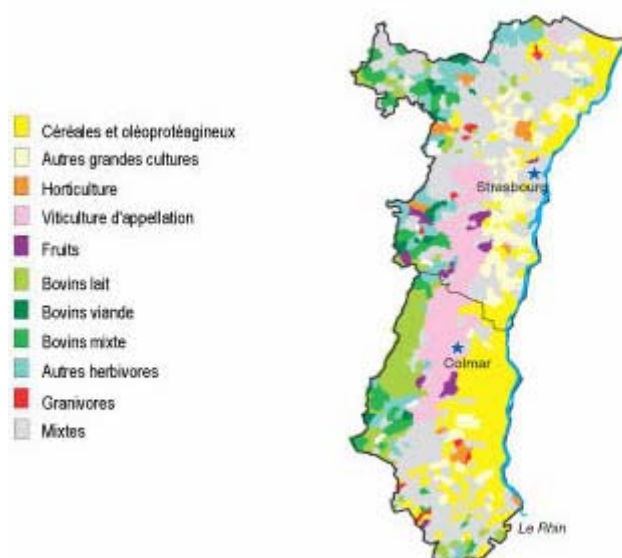 Céréales et oléoprotéagineux
Autres grandes cultures
Horticulture
Viticulture d'appellation
Fruits
Bovins lait
Bovins viande
Bovins mixte
Autres herbivores
Granivores
Mixtes
Strasbourg
Colmar
Le Rhin